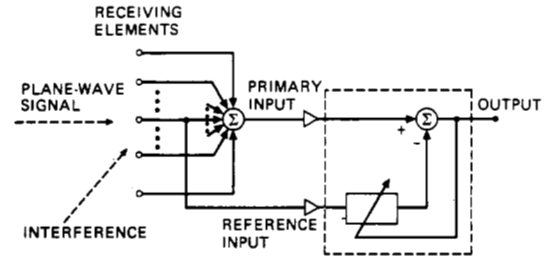 RECEIVING
ELEMENTS
PLANE-WAVE
SIGNAL
PRIMARY
INPUT
Σ
+
Σ
-
OUTPUT
INTERFERENCE
REFERENCE
INPUT